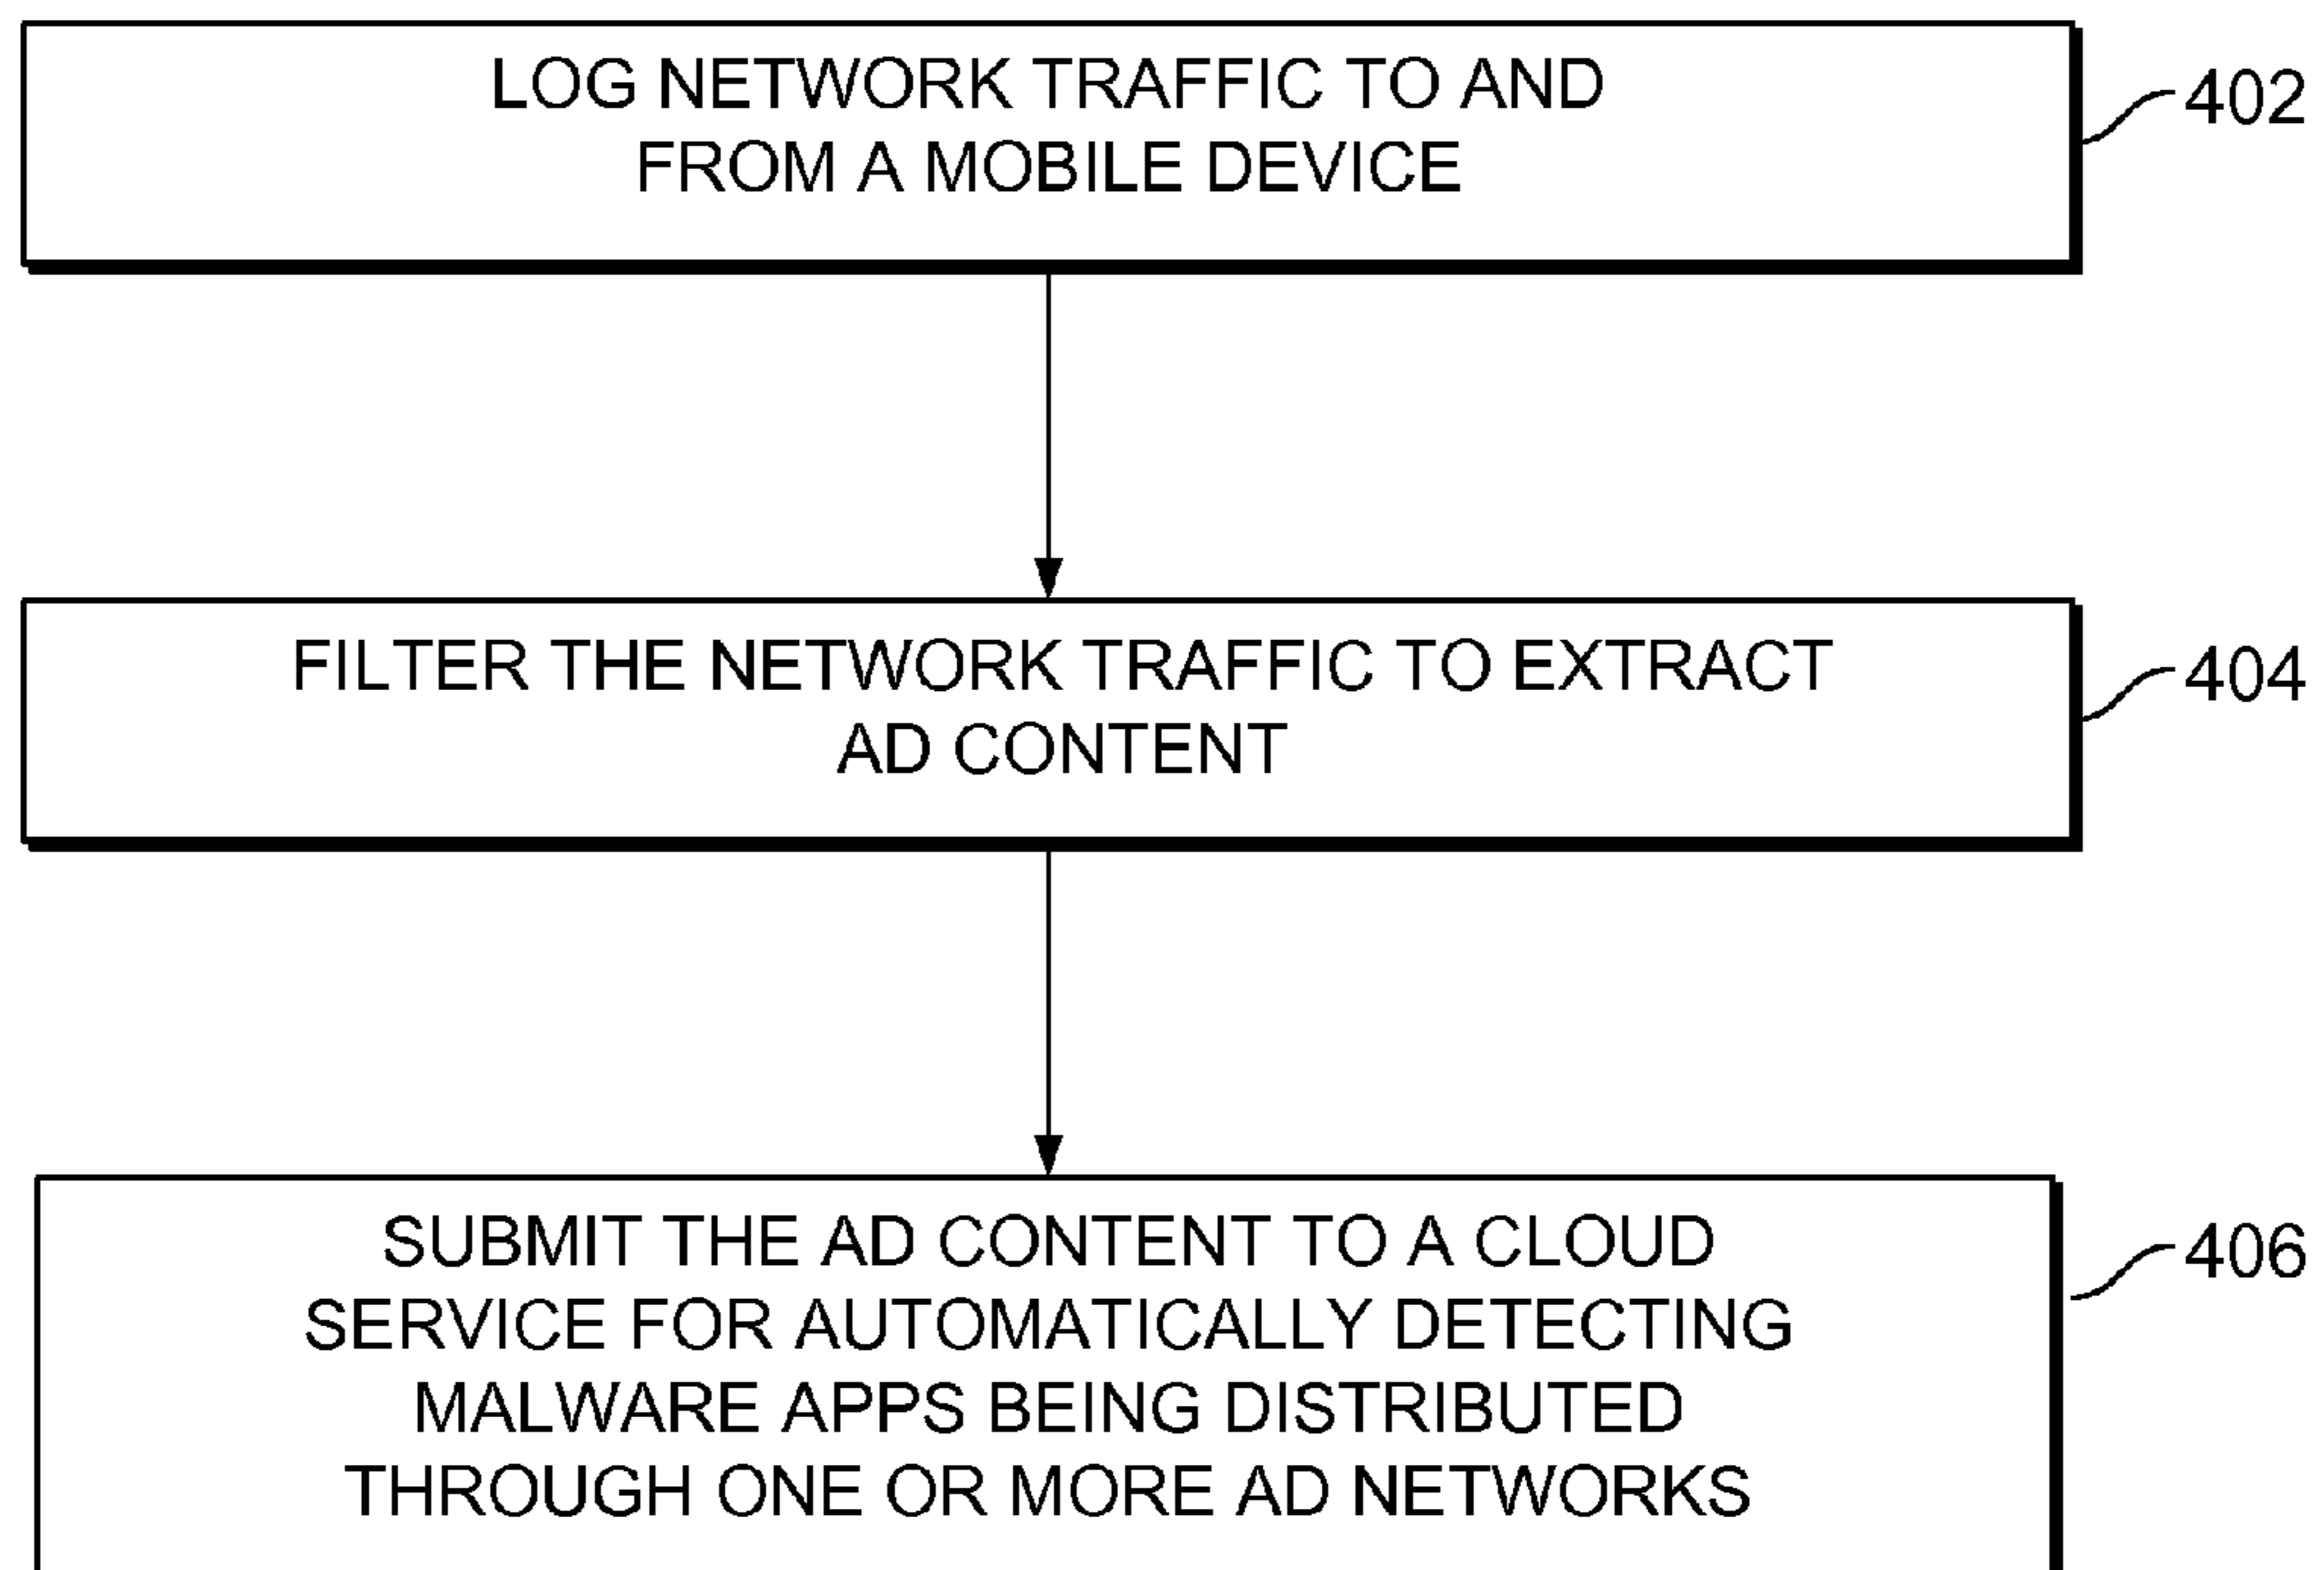 LOG NETWORK TRAFFIC TO AND
FROM A MOBILE DEVICE
402
FILTER THE NETWORK TRAFFIC TO EXTRACT
AD CONTENT
404
SUBMIT THE AD CONTENT TO A CLOUD
SERVICE FOR AUTOMATICALLY DETECTING
MALWARE APPS BEING DISTRIBUTED
THROUGH ONE OR MORE AD NETWORKS
406